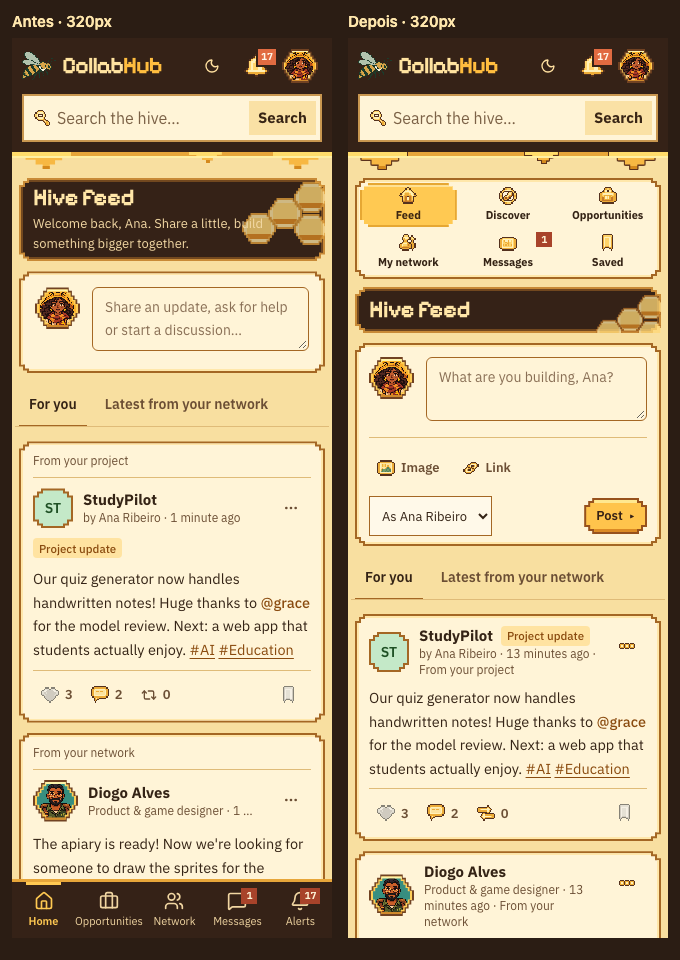 Antes · 320px
CollabHub
17
Search the hive...
Search
Hive Feed
Welcome back, Ana. Share a little, build
something bigger together.
Share an update, ask for help
or start a discussion...
For you
Latest from your network
From your project
ST
StudyPilot
by Ana Ribeiro · 1 minute ago
Project update
Our quiz generator now handles
handwritten notes! Huge thanks to @grace
for the model review. Next: a web app that
students actually enjoy. #AI #Education
3
2
0
From your network
Diogo Alves
Product & game designer · 1 ...
The apiary is ready! Now we're looking for
someone to draw the sprites for the
Home
Opportunities
Network
1
Messages
17
Alerts
Depois · 320px
CollabHub
17
Search the hive...
Search
Feed
Discover
Opportunities
My network
1
Messages
Saved
Hive Feed
What are you building, Ana?
Image
Link
As Ana Ribeiro
Post
For you
Latest from your network
ST
StudyPilot
Project update
by Ana Ribeiro · 13 minutes ago ·
From your project
Our quiz generator now handles
handwritten notes! Huge thanks to @grace
for the model review. Next: a web app that
students actually enjoy. #AI #Education
3
2
0
Diogo Alves
Product & game designer · 13
minutes ago · From your
network